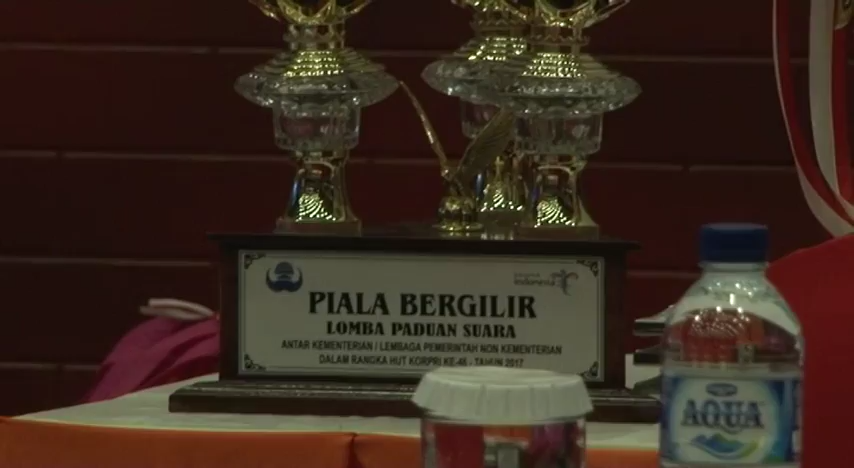 indonesia
PIALA BERGILIR
LOMBA PADUAN SUARA
ANTAR KEMENTERIAN / LEMBAGA PEMERINTAH NON KEMENTERIAN
DALAM RANGKA HUT KORPRI KE-46 - TAHUN 2017
AQUA